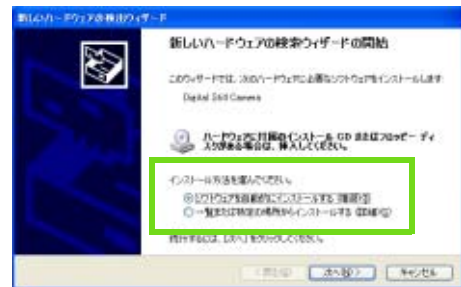 新しいハードウェアの検出ウィザード
新しいハードウェアの検索ウィザードの開始
このウィザードでは、次のハードウェアに必要なソフトウェアをインストールします:
Digital Still Camera
ハードウェアに付属のインストール CD またはフロッピー ディ
スクがある場合は、挿入してください。
インストール方法を選んでください。
ソフトウェアを自動的にインストールする (推奨)(I)
一覧または特定の場所からインストールする (詳細)(S)
続行するには、[次へ] をクリックしてください。
< 戻る(B)
次へ(N) >
キャンセル